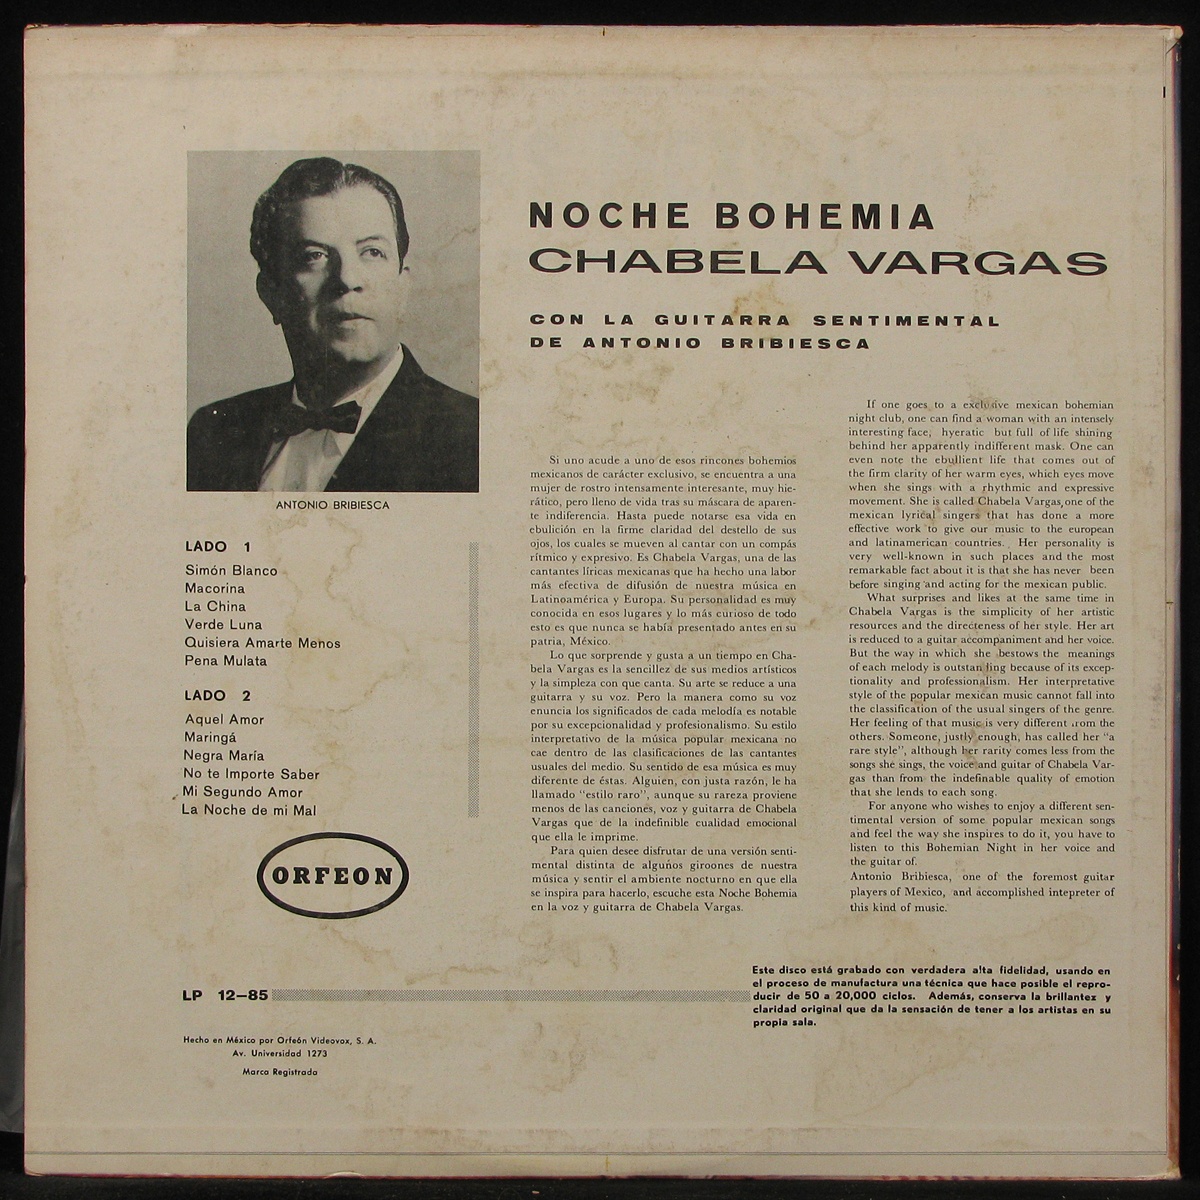 NOCHE BOHEMIA
CHABELA VARGAS
CON LA GUITARRA SENTIMENTAL
DE ANTONIO BRIBIESCA
ANTONIO BRIBIESCA
LADO 1
Simón Blanco
Macorina
La China
Verde Luna
Quisiera Amarte Menos
Pena Mulata
LADO 2
Aquel Amor
Maringá
Negra María
No te Importe Saber
Mi Segundo Amor
La Noche de mi Mal
ORFEON
Si uno acude a uno de esos rincones bohemios
mexicanos de carácter exclusivo, se encuentra a una
mujer de rostro intensamente interesante, muy hie-
rático, pero lleno de vida tras su máscara de aparen-
te indiferencia. Hasta puede notarse esa vida en
ebulición en la firme claridad del destello de sus
ojos, los cuales se mueven al cantar con un compás
rítmico y expresivo. Es Chabela Vargas, una de las
cantantes líricas mexicanas que ha hecho una labor
más efectiva de difusión de nuestra música en
Latinoamérica y Europa. Su personalidad es muy
conocida en esos lugares y lo más curioso de todo
esto es que nunca se había presentado antes en su
patria, México.
Lo que sorprende y gusta a un tiempo en Cha-
bela Vargas es la sencillez de sus medios artísticos
y la simpleza con que canta. Su arte se reduce a una
guitarra y su voz. Pero la manera como su voz
enuncia los significados de cada melodía es notable
por su excepcionalidad y profesionalismo. Su estilo
interpretativo de la música popular mexicana no
cae dentro de las clasificaciones de las cantantes
usuales del medio. Su sentido de esa música es muy
diferente de éstas. Alguien, con justa razón, le ha
llamado "estilo raro", aunque su rareza proviene
menos de las canciones, voz y guitarra de Chabela
Vargas que de la indefinible cualidad emocional
que ella le imprime.
Para quien desee disfrutar de una versión senti-
mental distinta de algunos giroones de nuestra
música y sentir el ambiente nocturno en que ella
se inspira para hacerlo, escuche esta Noche Bohemia
en la voz y guitarra de Chabela Vargas.
If one goes to a exclusive mexican bohemian
night club, one can find a woman with an intensely
interesting face, hyeratic but full of life shining
behind her apparently indifferent mask. One can
even note the ebullient life that comes out of
the firm clarity of her warm eyes, which eyes move
when she sings with a rhythmic and expressive
movement. She is called Chabela Vargas, one of the
mexican lyrical singers that has done a more
effective work to give our music to the european
and latinamerican countries. Her personality is
very well-known in such places and the most
remarkable fact about it is that she has never been
before singing and acting for the mexican public.
What surprises and likes at the same time in
Chabela Vargas is the simplicity of her artistic
resources and the directeness of her style. Her art
is reduced to a guitar accompaniment and her voice.
But the way in which she bestows the meanings
of each melody is outstanding because of its excep-
tionality and professionalism. Her interpretative
style of the popular mexican music cannot fall into
the classification of the usual singers of the genre.
Her feeling of that music is very different from the
others. Someone, justly enough, has called her "a
rare style", although her rarity comes less from the
songs she sings, the voice and guitar of Chabela Var-
gas than from the indefinable quality of emotion
that she lends to each song.
For anyone who wishes to enjoy a different sen-
timental version of some popular mexican songs
and feel the way she inspires to do it, you have to
listen to this Bohemian Night in her voice and
the guitar of.
Antonio Bribiesca, one of the foremost guitar
players of Mexico, and accomplished intepreter of
this kind of music.
LP 12-85
Este disco está grabado con verdadera alta fidelidad, usando en
el proceso de manufactura una técnica que hace posible el repro-
ducir de 50 a 20,000 ciclos. Además, conserva la brillantez y
claridad original que da la sensación de tener a los artistas en su
propia sala.
Hecho en México por Orfeón Videovox, S. A.
Av. Universidad 1273
Marca Registrada